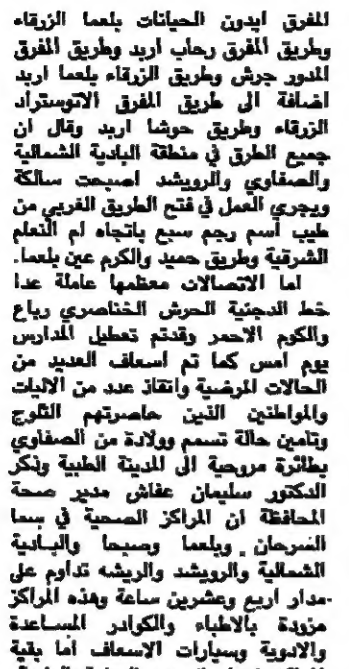 المفرق ايدون الحيانات بلعما الزرقاء
وطريق المفرق رحاب اربد وطريق المفرق
المدور جرش وطريق الزرقاء بلعما اربد
اضافة الى طريق المفرق الاتوستراد
الزرقاء وطريق حوشا اربد وقال ان
جميع الطرق في منطقة البادية الشمالية
والصفاوي والرويشد اصبحت سالكة
ويجري العمل في فتح الطريق الغربي من
طيب اسم رجم سبع باتجاه ام النعام
الشرقية وطريق حميد والكرم عين بلعما.
اما الاتصالات معظمها عاملة عدا
خط الدجنية الحرش الخناصري رباع
والكوم الاحمر وقدتم تعطيل المدارس
يوم امس كما تم اسعاف العديد من
الحالات المرضية وانقاذ عدد من الاليات
والمواطنين الذين حاصرتهم الثلوج
وتامين حالة تسمم وولادة من الصفاوي
بطائرة مروحية الى المدينة الطبية وذكر
الدكتور سليمان عفاش مدير صحة
المحافظة ان المراكز الصحية في سما
السرحان وبلعما وصبحا والبادية
الشمالية والرويشد والريشه تداوم على
مدار اربع وعشرين ساعة وهذه المراكز
مزودة بالاطباء والكوادر المساعدة
والادوية وسيارات الاسعاف اما بقية